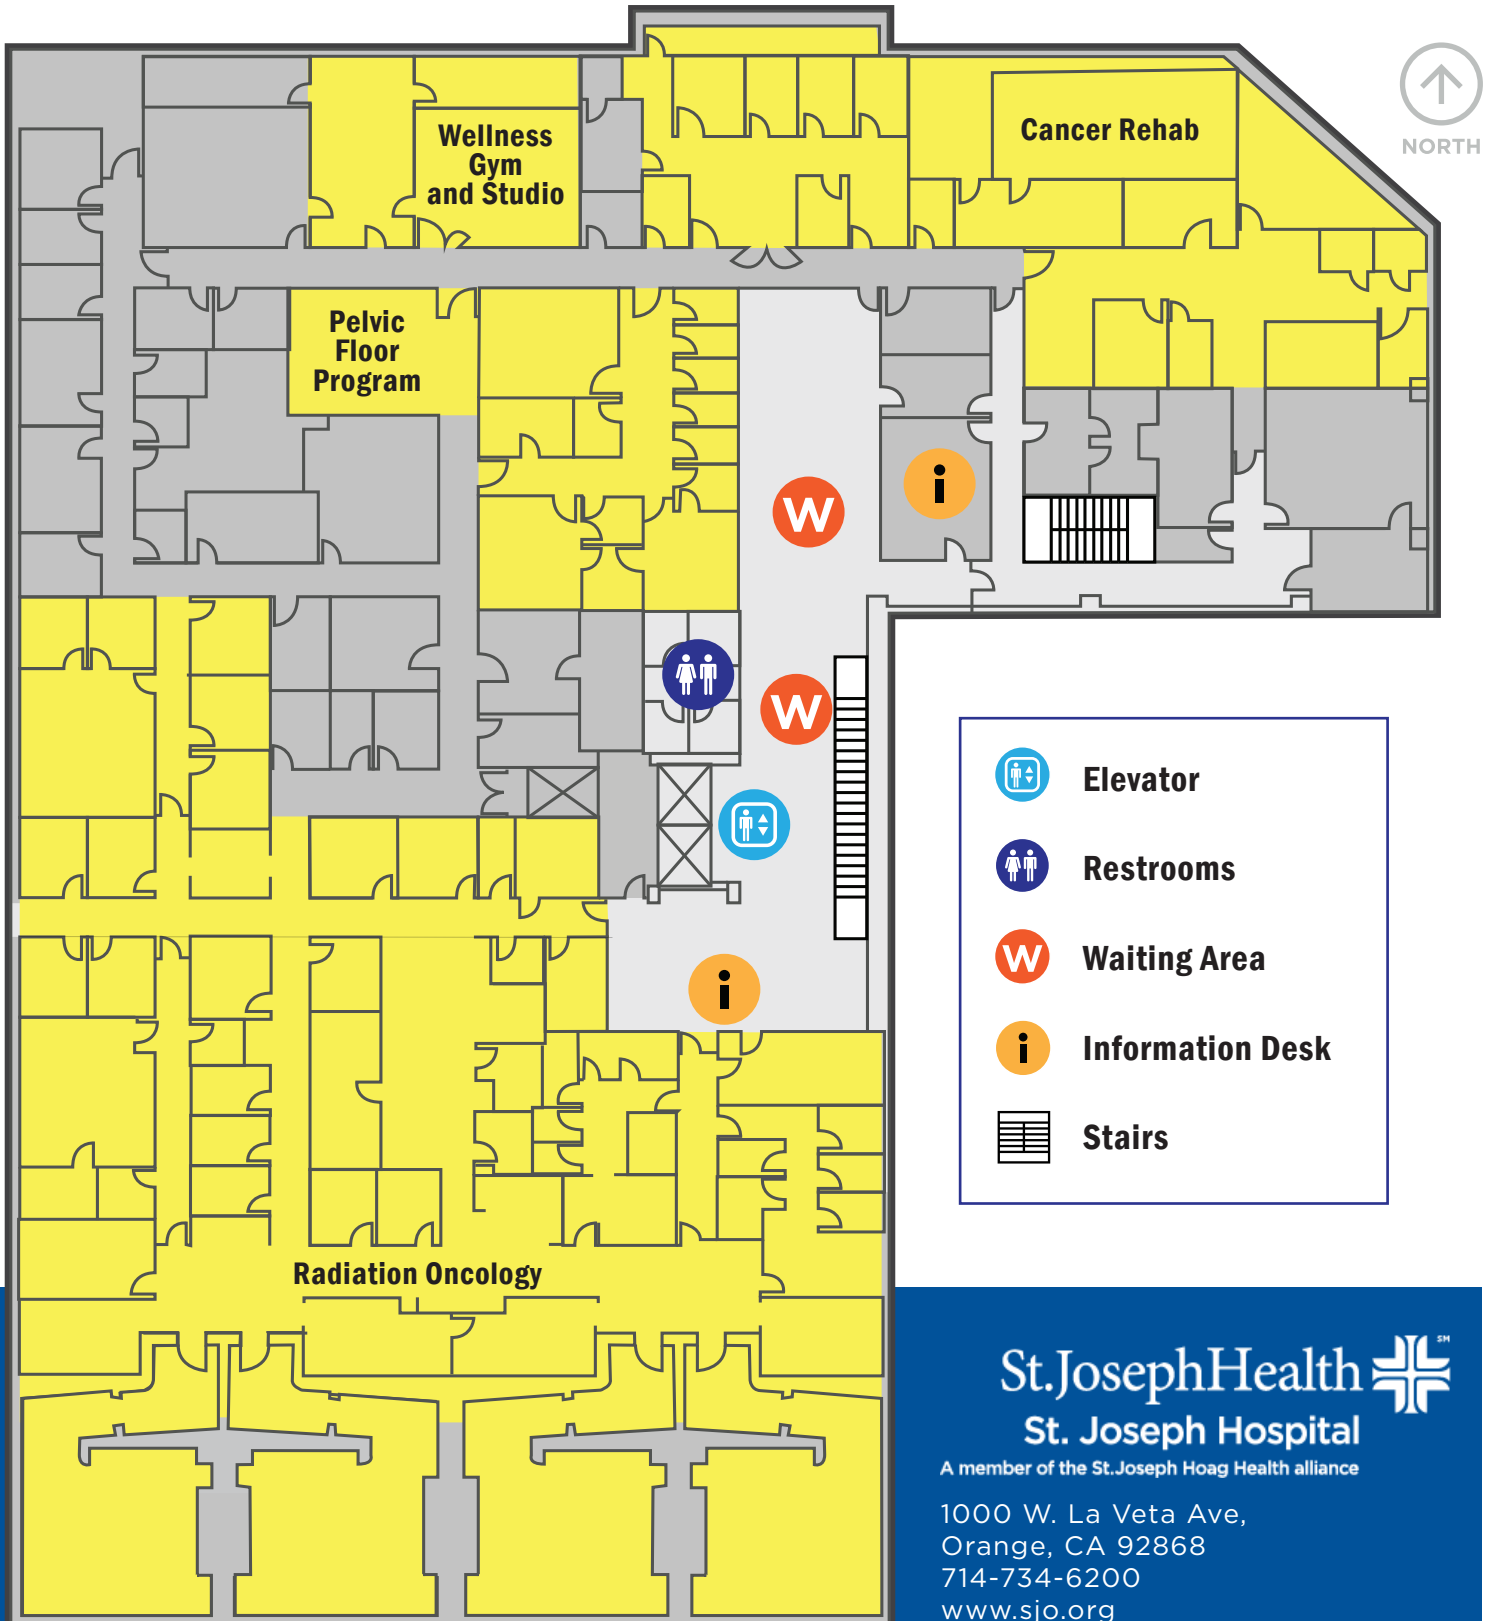 NORTH
Wellness
Gym
and Studio
Cancer Rehab
Pelvic
Floor
Program
i
W
W
i
Radiation Oncology
Elevator
Restrooms
W Waiting Area
i Information Desk
Stairs
St.JosephHealth SM
St. Joseph Hospital
A member of the St.Joseph Hoag Health alliance
1000 W. La Veta Ave,
Orange, CA 92868
714-734-6200
www.sjo.org